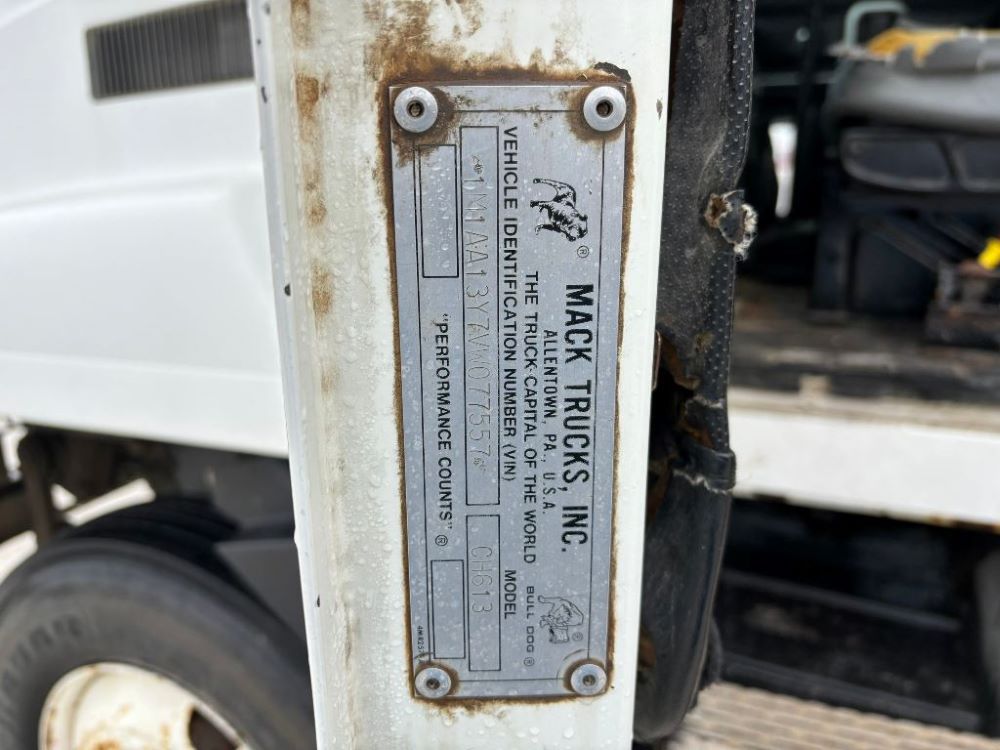 MACK TRUCKS, INC.
ALLENTOWN, PA., U.S.A.
THE TRUCK CAPITAL OF THE WORLD
BULL DOG ®
®
®
VEHICLE IDENTIFICATION NUMBER (VIN)
MODEL
*1M1AA13Y7VW077557*
CH613
"PERFORMANCE COUNTS" ®